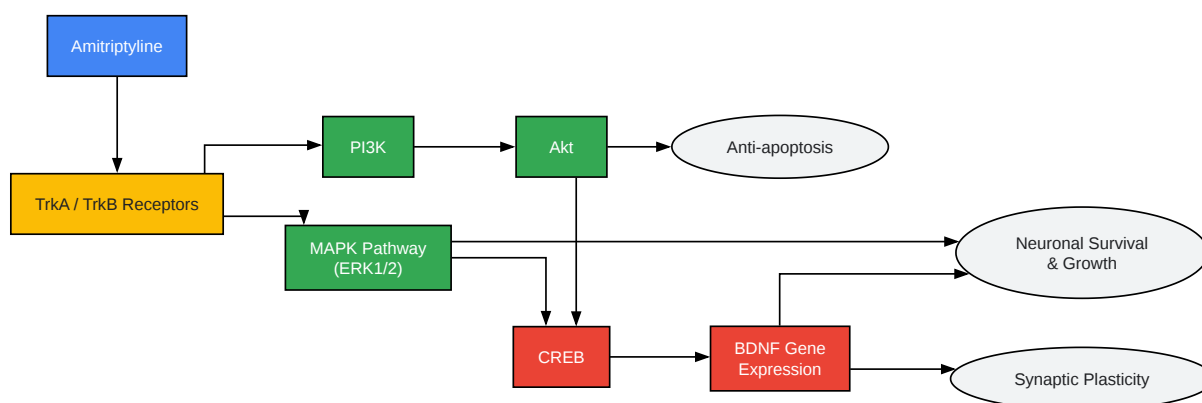 Amitriptyline
PI3K
Akt
Anti-apoptosis
TrkA / TrkB Receptors
MAPK Pathway
(ERK1/2)
Neuronal Survival
& Growth
CREB
BDNF Gene
Expression
Synaptic Plasticity